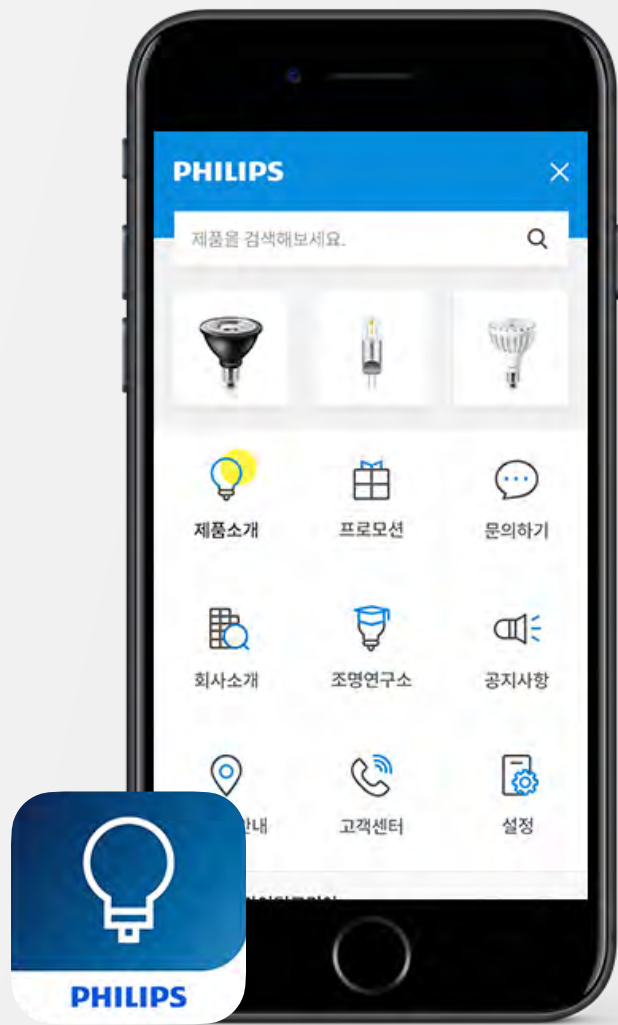 PHILIPS
제품을 검색해보세요.
제품소개 프로모션 문의하기
회사소개 조명연구소 공지사항
안내 고객센터 설정
PHILIPS